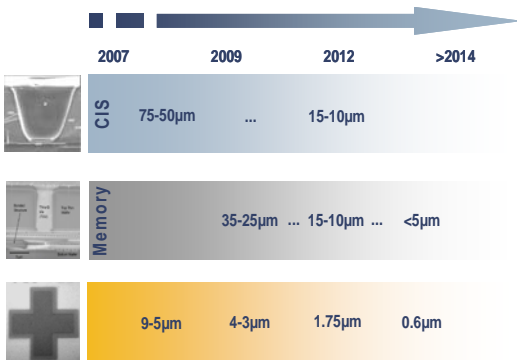 2007 2009 2012 >2014
CIS
75-50µm ... 15-10µm
Memory
35-25µm ... 15-10µm ... <5µm
9-5µm 4-3µm 1.75µm 0.6µm